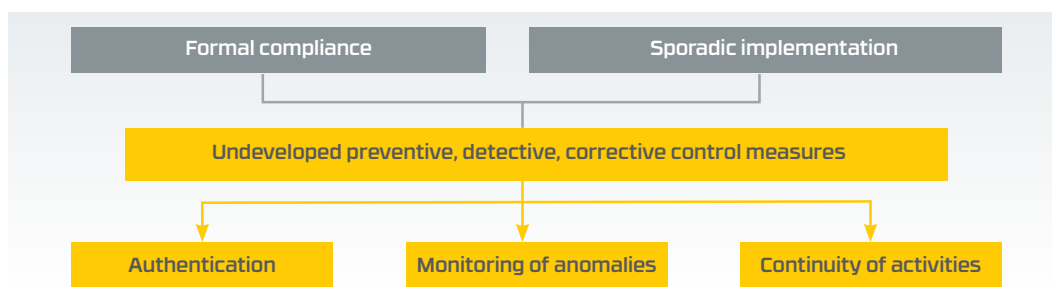 Formal compliance
Sporadic implementation
Undeveloped preventive, detective, corrective control measures
Authentication
Monitoring of anomalies
Continuity of activities